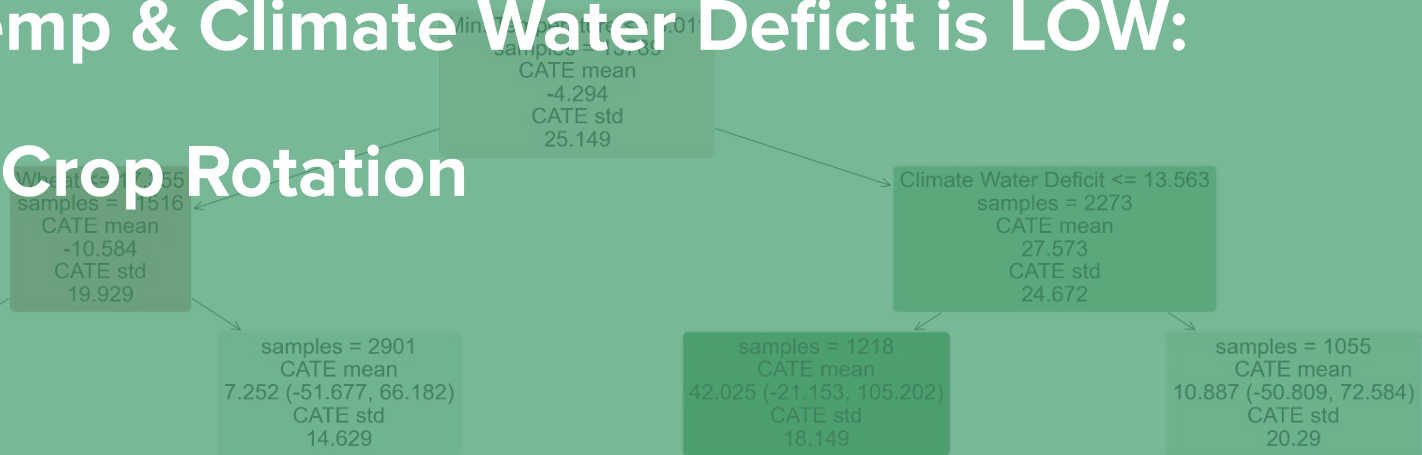 emp & Climate Water Deficit is LOW:
Crop Rotation
CATE mean
-4.294
CATE std
25.149
samples = 1516
CATE mean
-10.584
CATE std
19.929
Climate Water Deficit <= 13.563
samples = 2273
CATE mean
27.573
CATE std
24.672
samples = 2901
CATE mean
7.252 (-51.677, 66.182)
CATE std
14.629
samples = 1218
CATE mean
42.025 (-21.153, 105.202)
CATE std
18.149
samples = 1055
CATE mean
10.887 (-50.809, 72.584)
CATE std
20.29